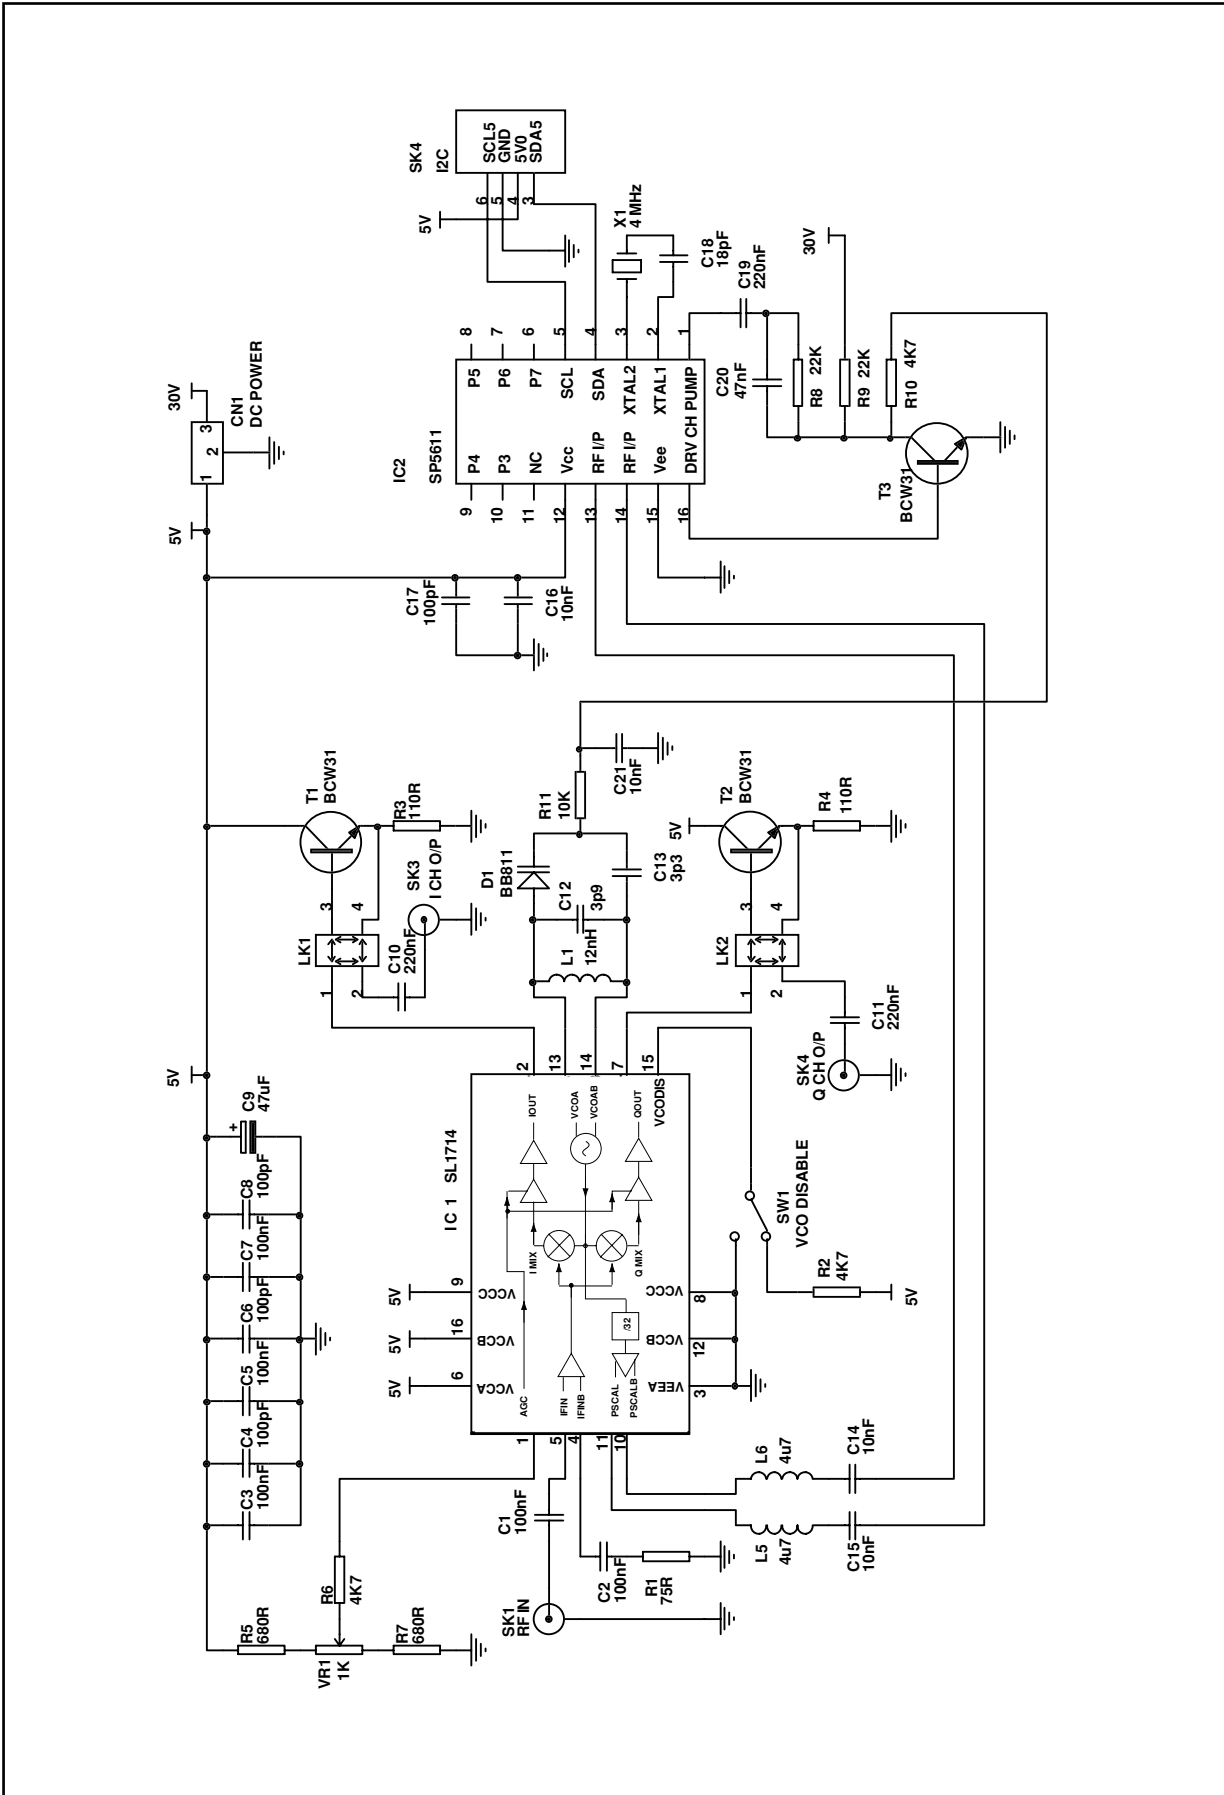 SK4
I2C
SCL5
GND
5V0
SDA5
6
5
4
3
5V
30V
CN1
DC POWER
1
2
3
5V
IC2
SP5611
P5
8
P6
7
P7
6
SCL
5
SDA
4
XTAL2
3
XTAL1
2
DRV CH PUMP
1
P4
9
P3
10
NC
11
Vcc
12
RF I/P
13
RF I/P
14
Vee
15
16
X1
4 MHz
C18
18pF
C19
220nF
C20
47nF
R8 22K
R9 22K
R10 4K7
30V
T3
BCW31
C17
100pF
C16
10nF
T1
BCW31
R3
110R
SK3
I CH O/P
LK1
1
2
3
4
C10
220nF
R11
10K
C21
10nF
D1
BB811
C12
3p9
C13
3p3
L1
12nH
T2
BCW31
5V
R4
110R
LK2
1
2
3
4
C11
220nF
SK4
Q CH O/P
5V
C9
47uF
+
C8
100pF
C7
100nF
C6
100pF
C5
100nF
C4
100pF
C3
100nF
IC 1 SL1714
2
13
14
7
15
IOUT
VCOA
VCOAB
QOUT
VCODIS
I MIX
Q MIX
/32
AGC
IFIN
IFINB
PSCAL
PSCALB
VCCC
9
5V
VCCB
16
5V
VCCA
6
5V
VCCC
8
VCCB
12
VEEA
3
1
5
4
11
10
SW1
VCO DISABLE
R2
4K7
5V
L6
4u7
C14
10nF
L5
4u7
C15
10nF
C1
100nF
C2
100nF
R1
75R
SK1
RF IN
R6
4K7
R5
680R
VR1
1K
R7
680R